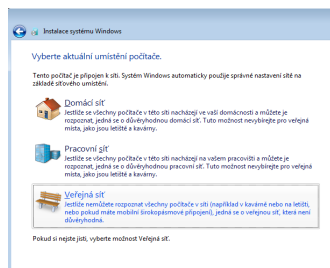 Instalace systému Windows
Vyberte aktuální umístění počítače.
Tento počítač je připojen k síti. Systém Windows automaticky použije správné nastavení sítě na
základě síťového umístění.
Domácí síť
Jestliže se všechny počítače v této síti nacházejí ve vaší domácnosti a můžete je
rozpoznat, jedná se o důvěryhodnou domácí síť. Tuto možnost nevybírejte pro veřejná
místa, jako jsou letiště a kavárny.
Pracovní síť
Jestliže se všechny počítače v této síti nacházejí na vašem pracovišti a můžete je
rozpoznat, jedná se o důvěryhodnou pracovní síť. Tuto možnost nevybírejte pro veřejná
místa, jako jsou letiště a kavárny.
Veřejná síť
Jestliže nemůžete rozpoznat všechny počítače v síti (například v kavárně nebo na letišti,
nebo pokud máte mobilní širokopásmové připojení), jedná se o veřejnou síť, která není
důvěryhodná.
Pokud si nejste jisti, vyberte možnost Veřejná síť.